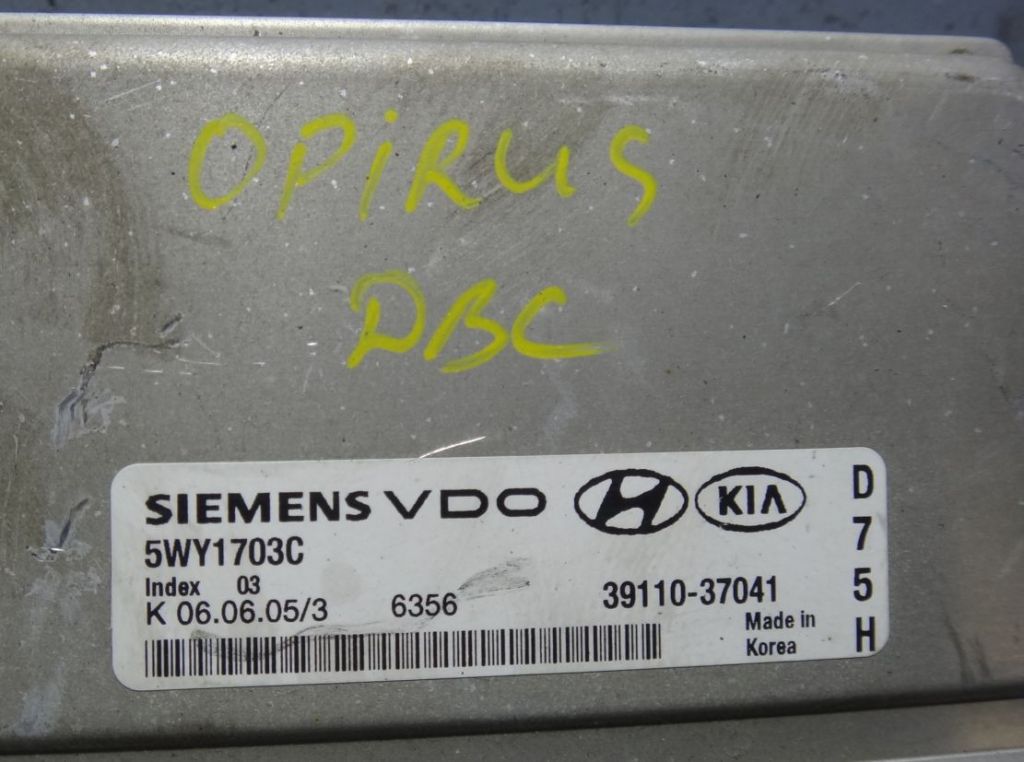 OPiRUS
DBC
SIEMENS VDO KIA
5WY1703C
Index 03
K 06.06.05/3 6356
39110-37041
Made in
Korea
D
7
5
H